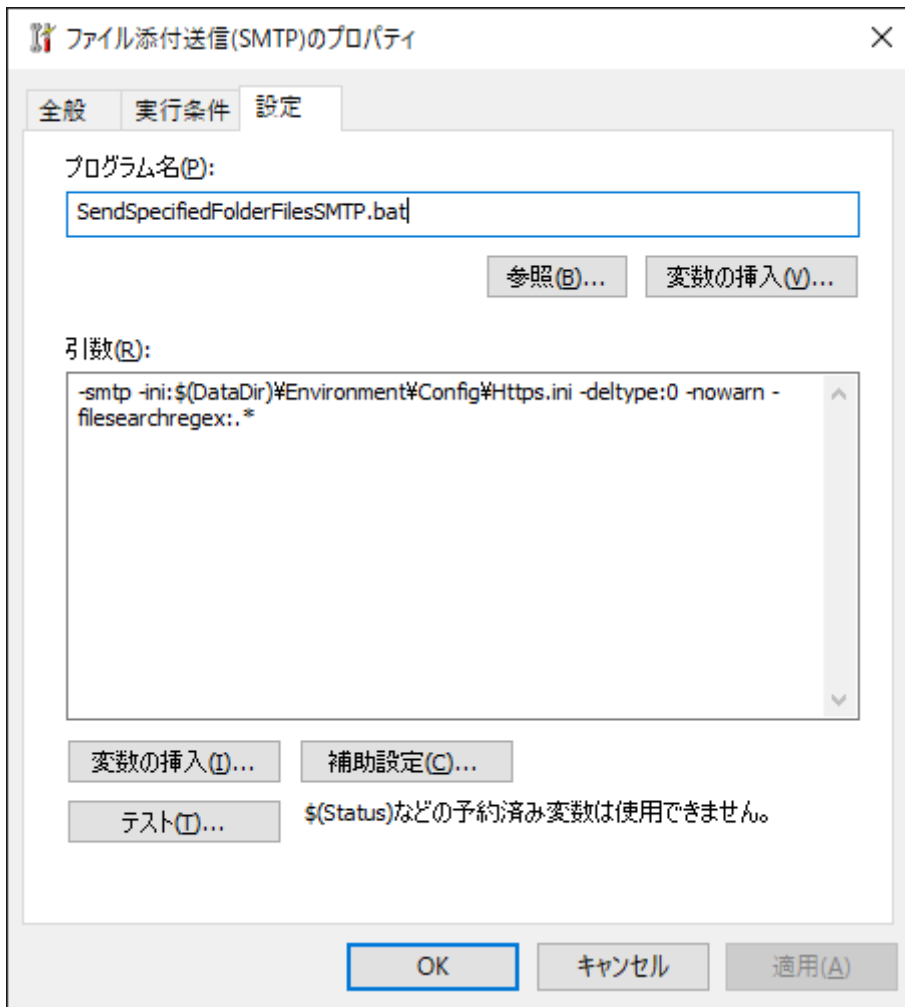 ファイル添付送信(SMTP)のプロパティ
全般 実行条件 設定
プログラム名(P):
SendSpecifiedFolderFilesSMTP.bat
参照(B)... 変数の挿入(V)...
引数(R):
-smtp -ini:$(DataDir)¥Environment¥Config¥Https.ini -deltype:0 -nowarn -
filesearchregex:.*
変数の挿入(I)... 補助設定(C)...
テスト(T)... $(Status)などの予約済み変数は使用できません。
OK キャンセル 適用(A)